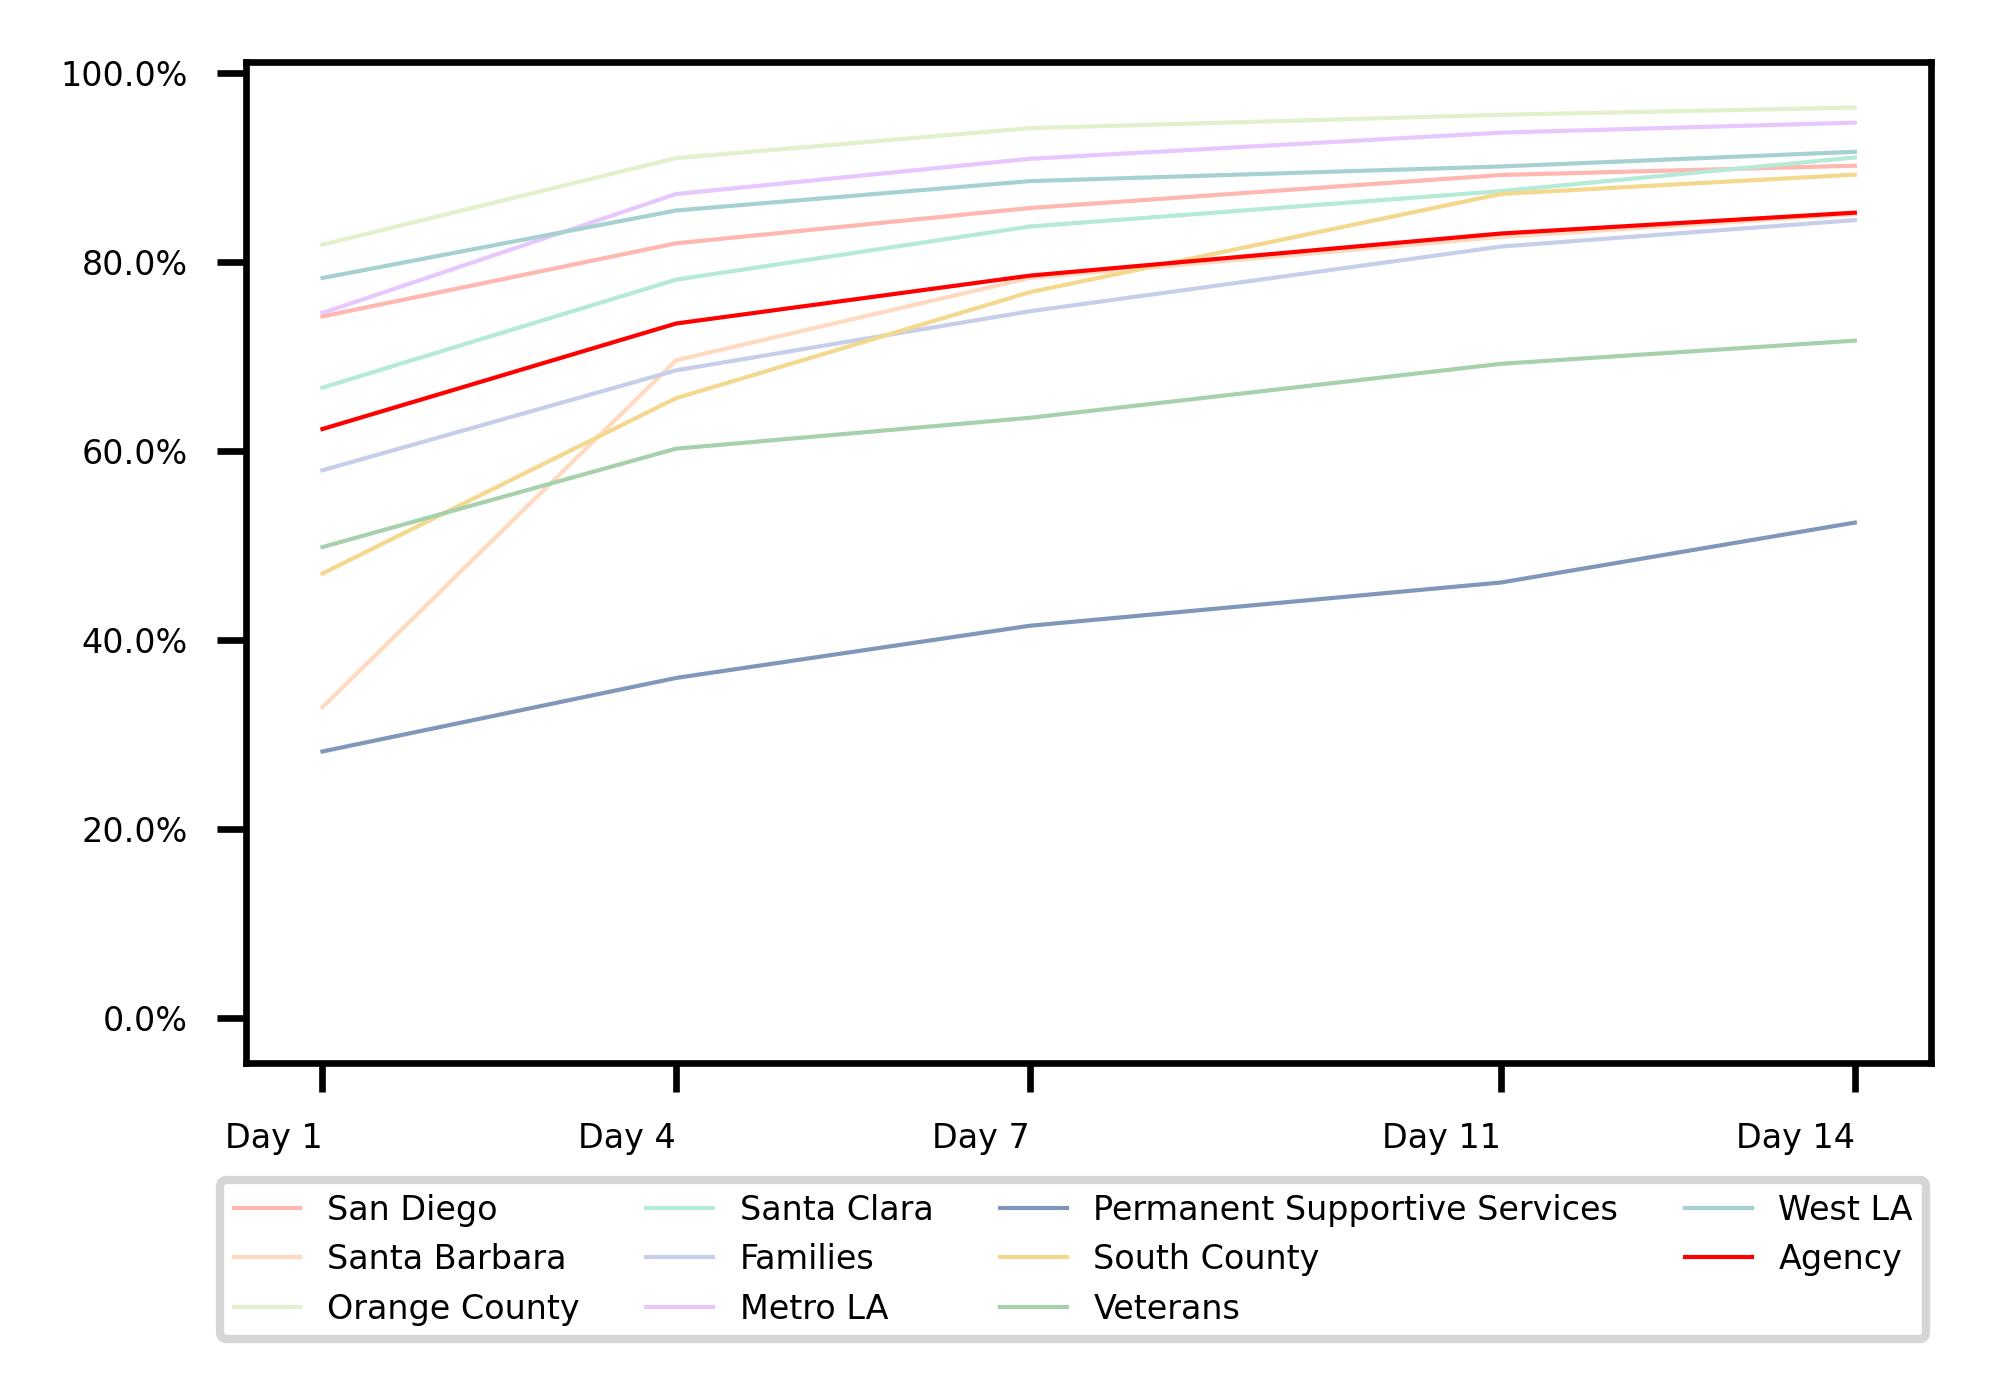 100.0%
80.0%
60.0%
40.0%
20.0%
0.0%
Day 1 Day 4 Day 7 Day 11 Day 14
San Diego Santa Clara Permanent Supportive Services West LA
Santa Barbara Families South County Agency
Orange County Metro LA Veterans